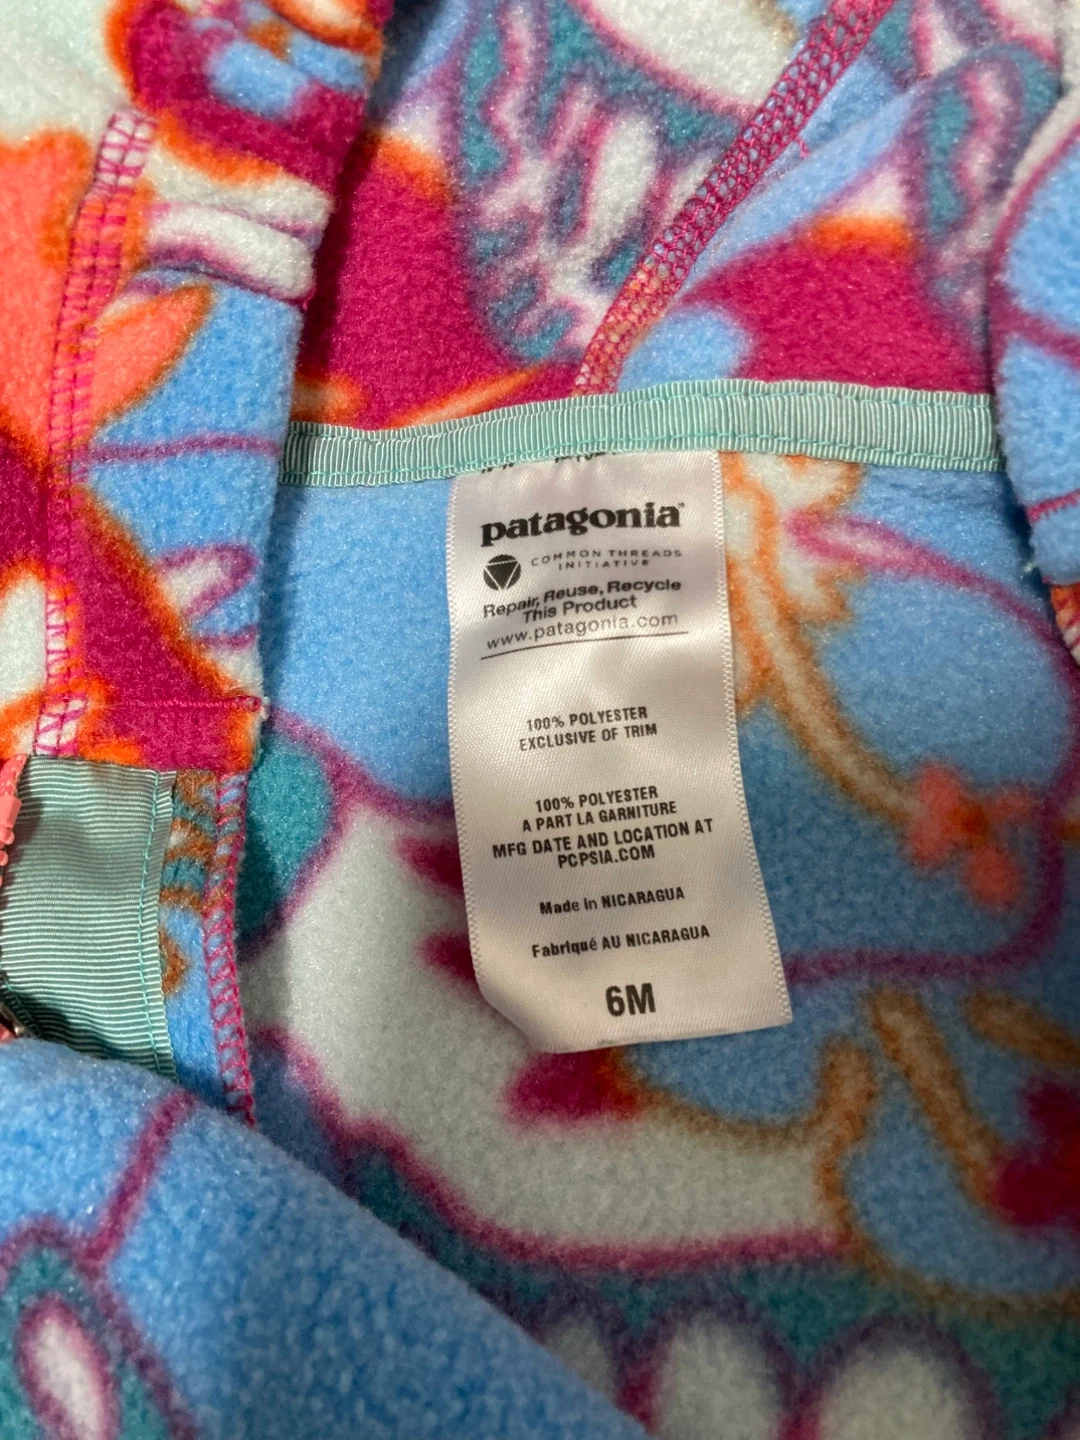 patagonia®
COMMON THREADS
INITIATIVE®
Repair, Reuse, Recycle
This Product
www.patagonia.com
100% POLYESTER
EXCLUSIVE OF TRIM
100% POLYESTER
A PART LA GARNITURE
MFG DATE AND LOCATION AT
PCPSIA.COM
Made in NICARAGUA
Fabriqué AU NICARAGUA
6M